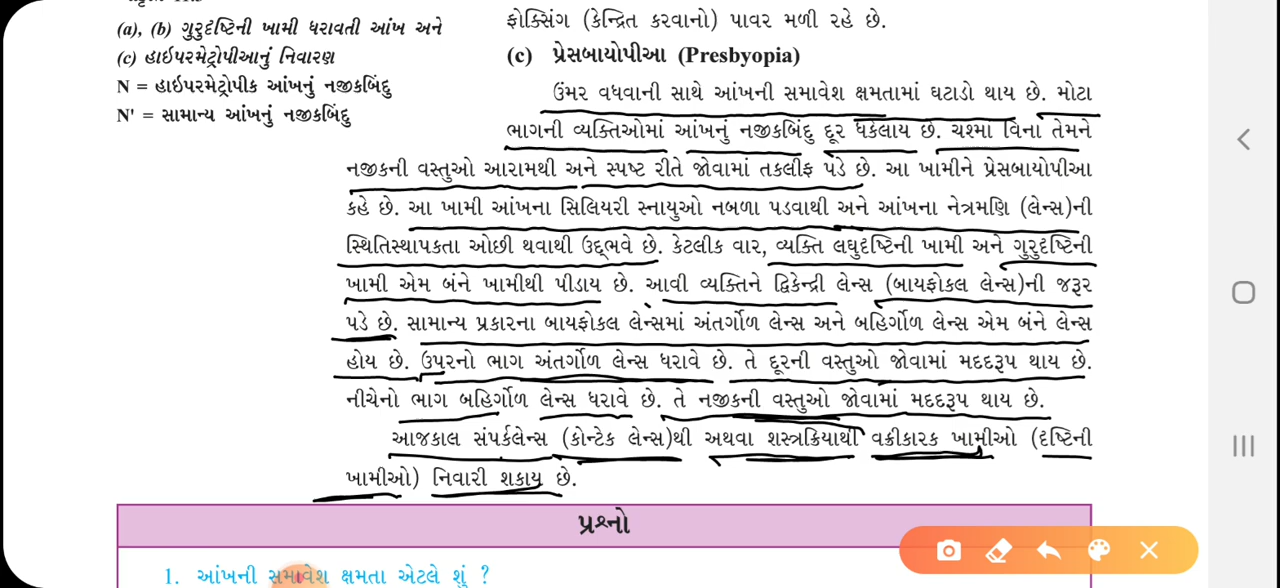 (a), (b) ગુરુદૃષ્ટિની ખામી ધરાવતી આંખ અને
(c) હાઇપરમેટ્રોપીઆનું નિવારણ
N = હાઇપરમેટ્રોપીક આંખનું નજીકબિંદુ
N' = સામાન્ય આંખનું નજીકબિંદુ
ફોક્સિંગ (કેન્દ્રિત કરવાનો) પાવર મળી રહે છે.
(c) પ્રેસબાયોપીઆ (Presbyopia)
ઉંમર વધવાની સાથે આંખની સમાવેશ ક્ષમતામાં ઘટાડો થાય છે. મોટા
ભાગની વ્યક્તિઓમાં આંખનું નજીકબિંદુ દૂર ધકેલાય છે. ચશ્મા વિના તેમને
નજીકની વસ્તુઓ આરામથી અને સ્પષ્ટ રીતે જોવામાં તકલીફ પડે છે. આ ખામીને પ્રેસબાયોપીઆ
કહે છે. આ ખામી આંખના સિલિયરી સ્નાયુઓ નબળા પડવાથી અને આંખના નેત્રમણિ (લેન્સ)ની
સ્થિતિસ્થાપકતા ઓછી થવાથી ઉદ્ભવે છે. કેટલીક વાર, વ્યક્તિ લઘુદૃષ્ટિની ખામી અને ગુરુદૃષ્ટિની
ખામી એમ બંને ખામીથી પીડાય છે. આવી વ્યક્તિને દ્વિકેન્દ્રી લેન્સ (બાયફોકલ લેન્સ)ની જરૂર
પડે છે. સામાન્ય પ્રકારના બાયફોકલ લેન્સમાં અંતર્ગોળ લેન્સ અને બહિર્ગોળ લેન્સ એમ બંને લેન્સ
હોય છે. ઉપરનો ભાગ અંતર્ગોળ લેન્સ ધરાવે છે. તે દૂરની વસ્તુઓ જોવામાં મદદરૂપ થાય છે.
નીચેનો ભાગ બહિર્ગોળ લેન્સ ધરાવે છે. તે નજીકની વસ્તુઓ જોવામાં મદદરૂપ થાય છે.
આજકાલ સંપર્કલેન્સ (કોન્ટેક લેન્સ)થી અથવા શસ્ત્રક્રિયાથી વક્રીકારક ખામીઓ (દૃષ્ટિની
ખામીઓ) નિવારી શકાય છે.
પ્રશ્નો
1. આંખની સમાવેશ ક્ષમતા એટલે શું ?